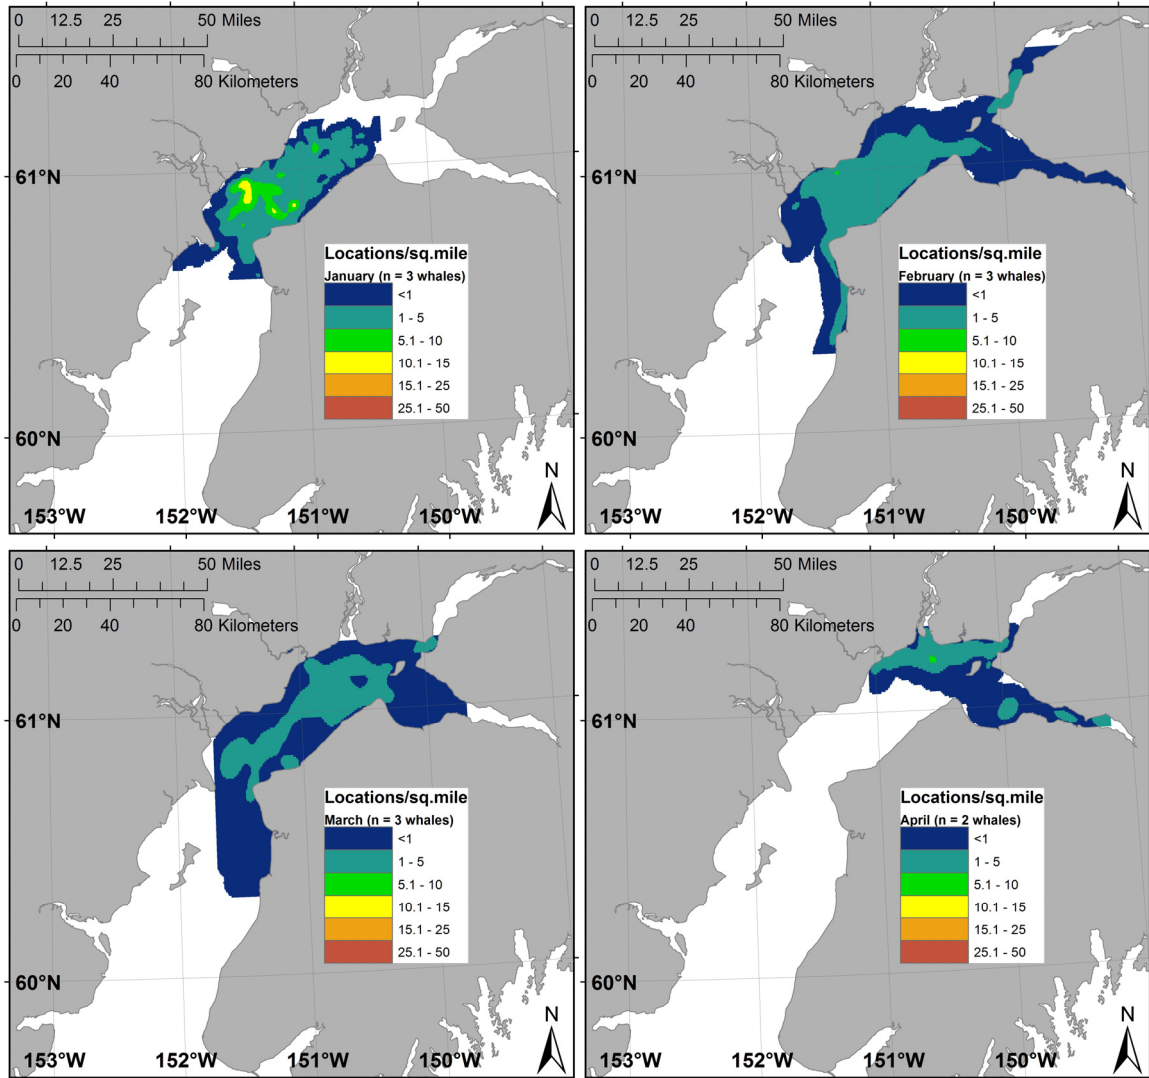 0 12.5 25 50 Miles
0 20 40 80 Kilometers
61°N
60°N
153°W 152°W 151°W 150°W
N
Locations/sq.mile
January (n = 3 whales)
<1
1 - 5
5.1 - 10
10.1 - 15
15.1 - 25
25.1 - 50
0 12.5 25 50 Miles
0 20 40 80 Kilometers
61°N
60°N
153°W 152°W 151°W 150°W
N
Locations/sq.mile
February (n = 3 whales)
<1
1 - 5
5.1 - 10
10.1 - 15
15.1 - 25
25.1 - 50
0 12.5 25 50 Miles
0 20 40 80 Kilometers
61°N
60°N
153°W 152°W 151°W 150°W
N
Locations/sq.mile
March (n = 3 whales)
<1
1 - 5
5.1 - 10
10.1 - 15
15.1 - 25
25.1 - 50
0 12.5 25 50 Miles
0 20 40 80 Kilometers
61°N
60°N
153°W 152°W 151°W 150°W
N
Locations/sq.mile
April (n = 2 whales)
<1
1 - 5
5.1 - 10
10.1 - 15
15.1 - 25
25.1 - 50